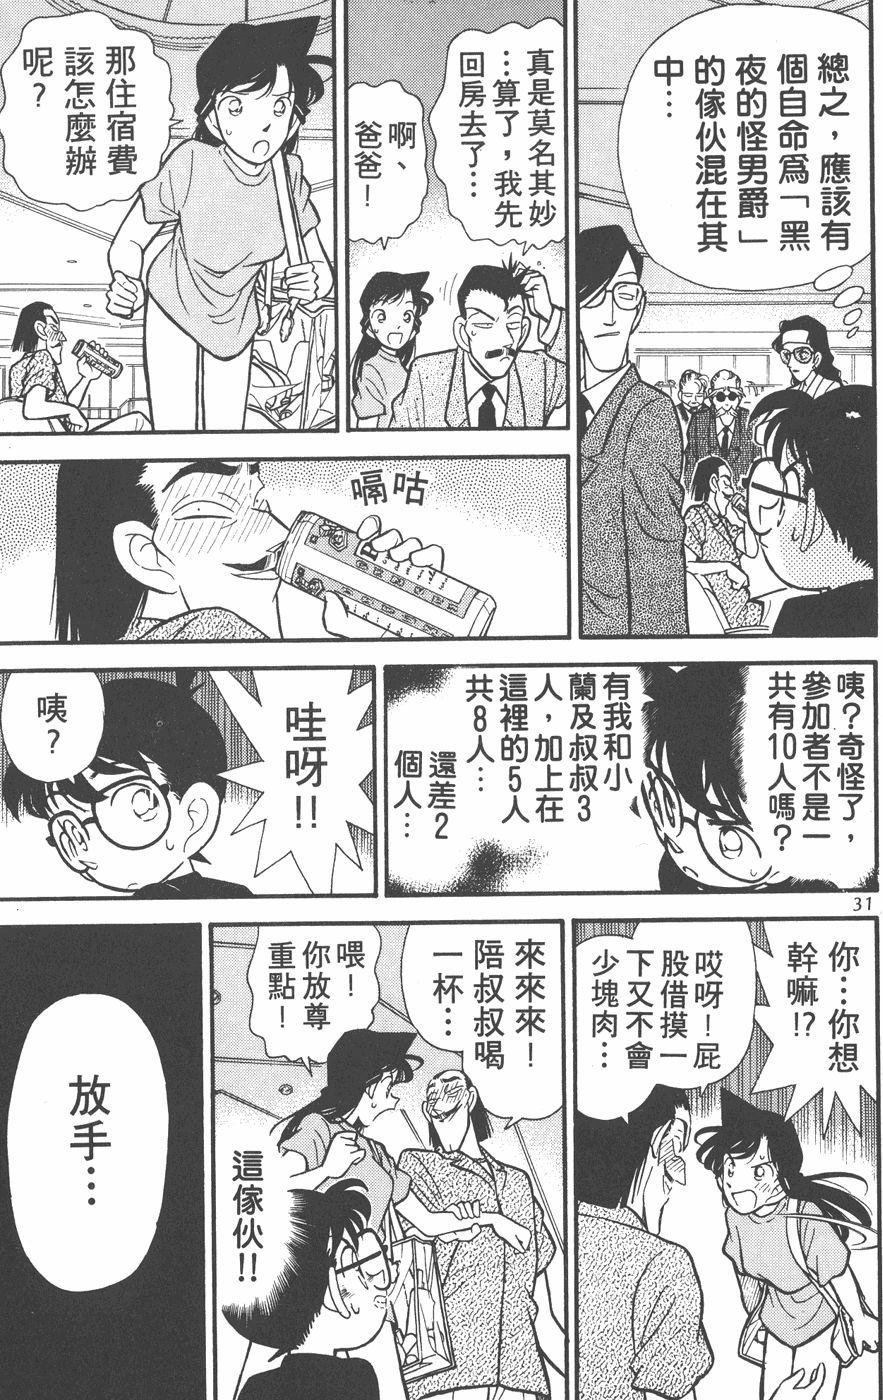 總之，應該有
個自命為「黑
夜的怪男爵」
的傢伙混在其
中…
真是莫名其妙
…算了，我先
回房去了…
啊、
爸爸！
那住宿費
該怎麼辦
呢？
嗝咕
咦？奇怪了，
參加者不是一
共有10人嗎？
有我和小
蘭及叔叔3
人，加上在
這裡的5人
共8人…
還差2
個人…
哇呀!!
咦？
31
你…你想
幹嘛!?
哎呀！屁
股借摸一
下又不會
少塊肉…
來來來！
陪叔叔喝
一杯…
喂！
你放尊
重點！
這傢伙!!
放手…